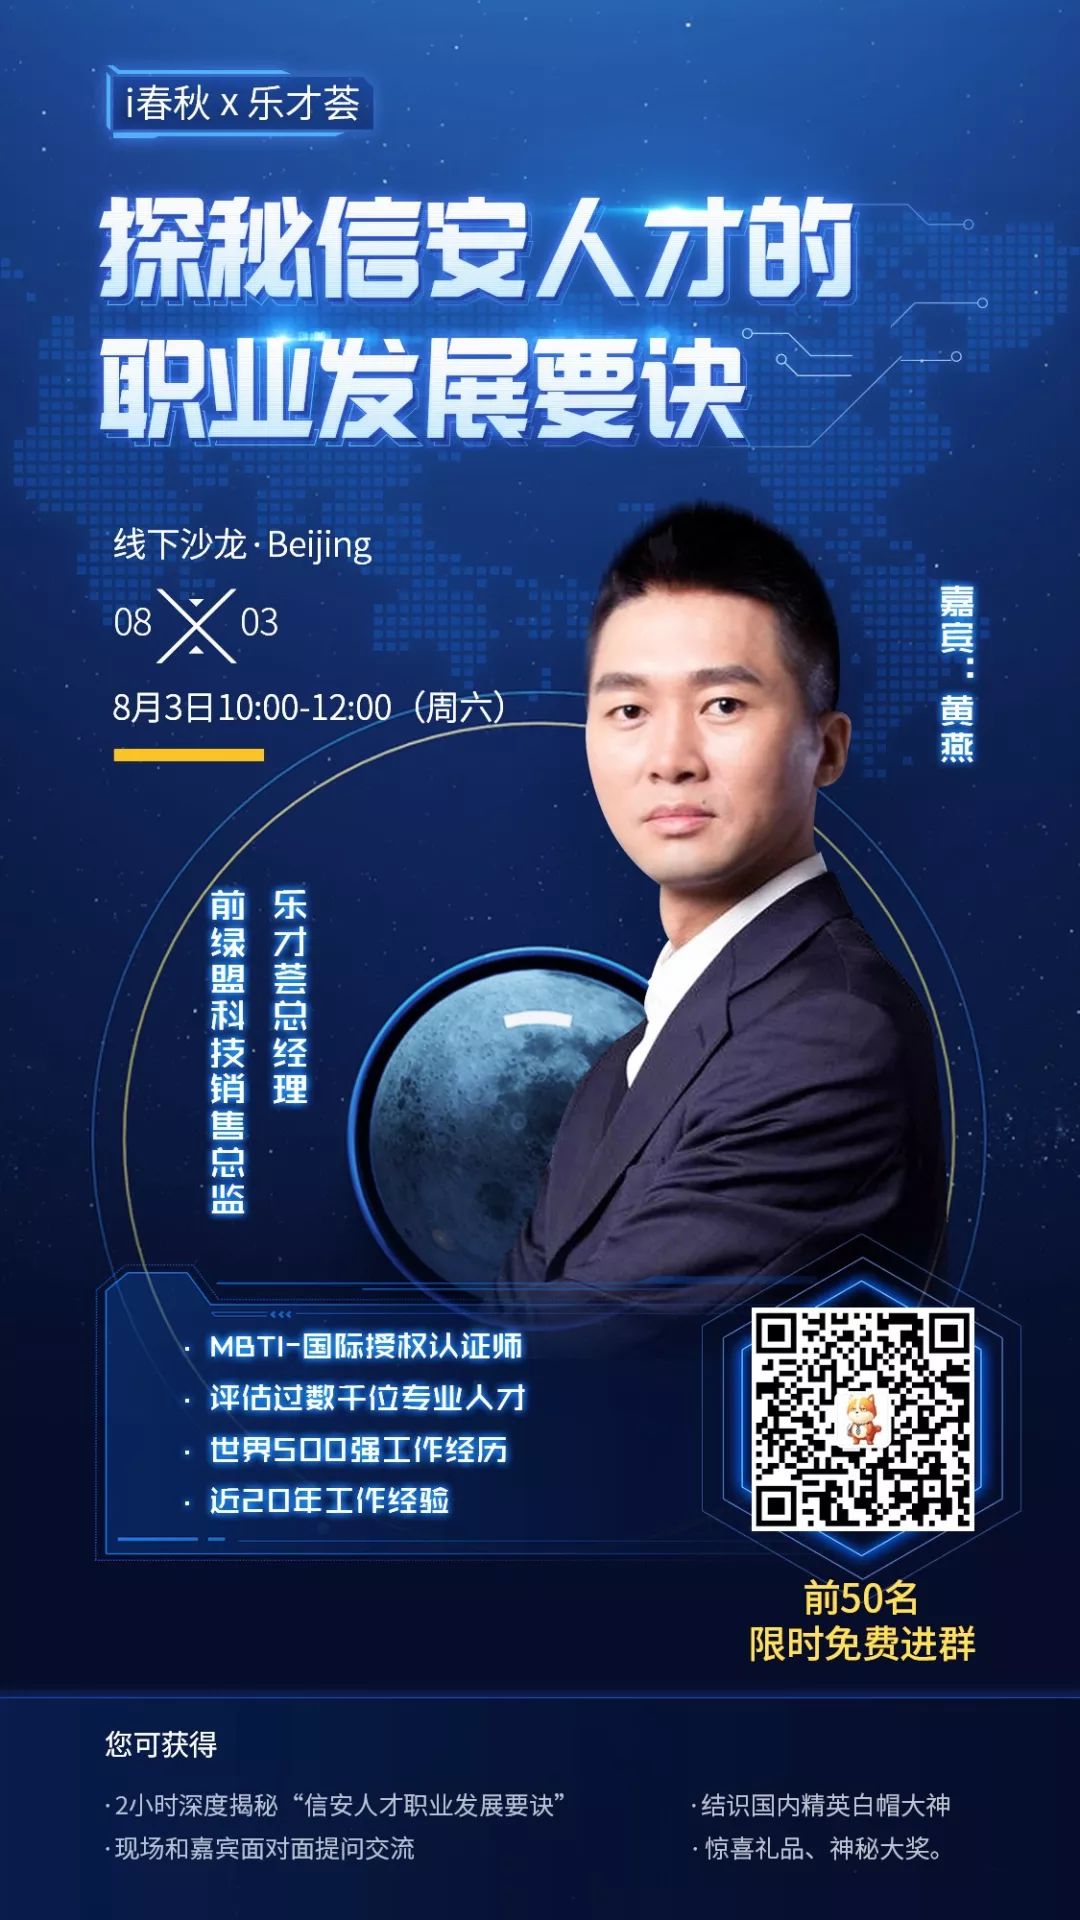 i春秋 x 乐才荟
探秘信安人才的
职业发展要诀
线下沙龙·Beijing
08 03
8月3日10:00-12:00（周六）
嘉宾：黄燕
乐才荟总经理
前绿盟科技销售总监
· MBTI-国际授权认证师
· 评估过数千位专业人才
· 世界500强工作经历
· 近20年工作经验
前50名
限时免费进群
您可获得
·2小时深度揭秘“信安人才职业发展要诀”
·现场和嘉宾面对面提问交流
·结识国内精英白帽大神
·惊喜礼品、神秘大奖。